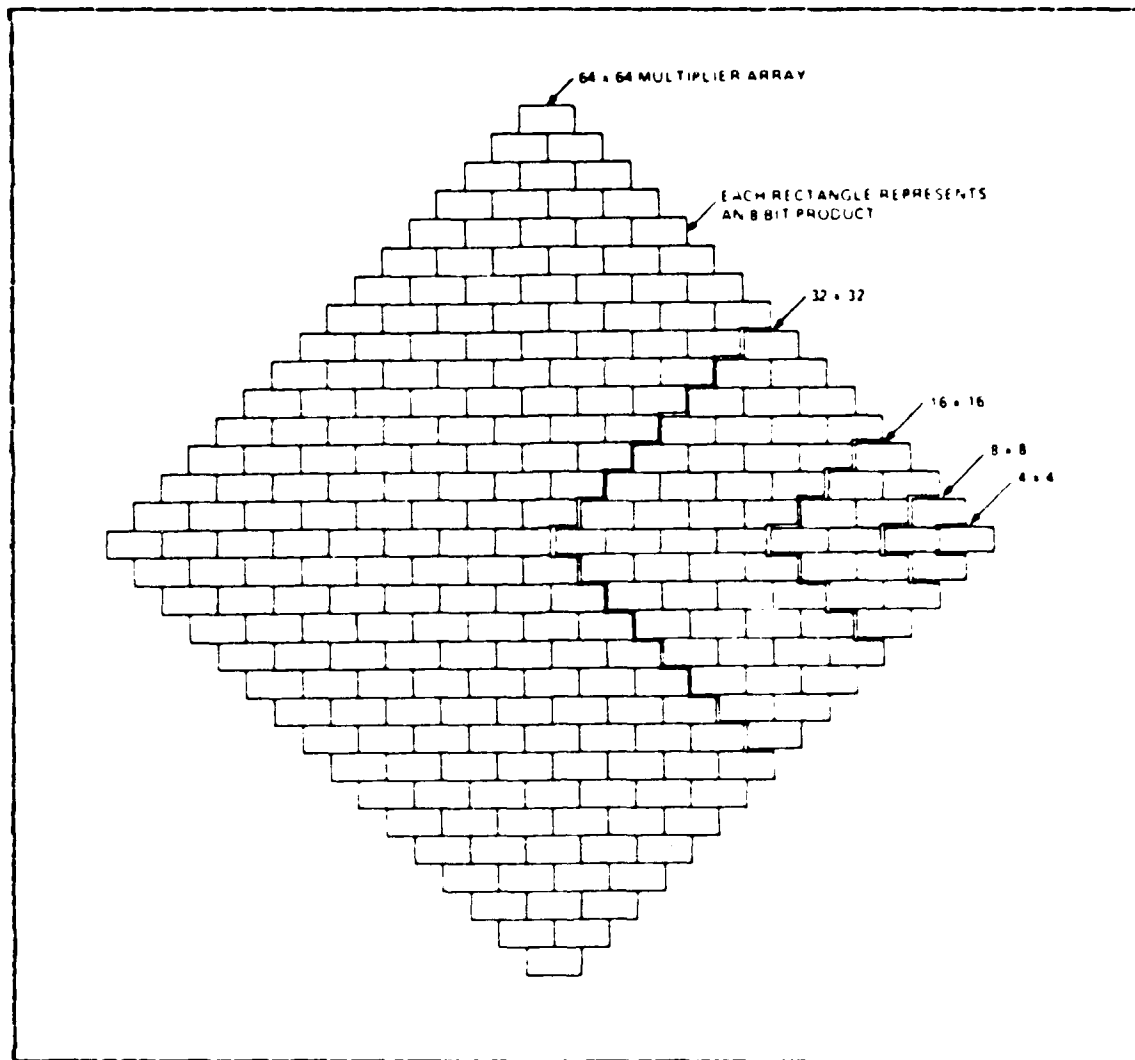 64 x 64 MULTIPLIER ARRAY
EACH RECTANGLE REPRESENTS
AN 8 BIT PRODUCT
32 x 32
16 x 16
8 x 8
4 x 4